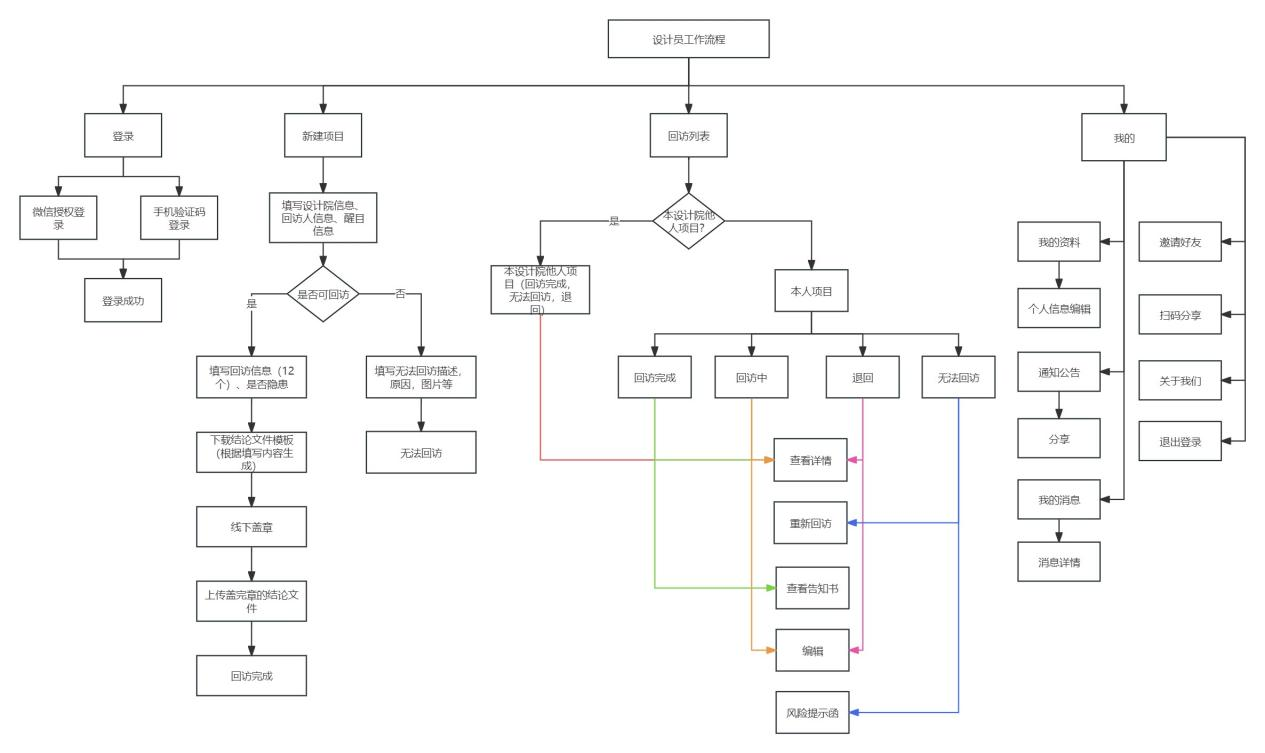 设计员工作流程
登录
新建项目
回访列表
我的
微信授权登
录
手机验证码
登录
登录成功
填写设计院信息、
回访人信息、醒目
信息
是否可回访
是
否
填写回访信息（12
个）、是否隐患
填写无法回访描述，
原因，图片等
下载结论文件模板
（根据填写内容生
成）
无法回访
线下盖章
上传盖完章的结论文
件
回访完成
本设计院他
人项目？
是
本设计院他人项
目（回访完成，
无法回访，退
回）
本人项目
回访完成
回访中
退回
无法回访
查看详情
重新回访
查看告知书
编辑
风险提示函
我的资料
个人信息编辑
通知公告
分享
我的消息
消息详情
邀请好友
扫码分享
关于我们
退出登录